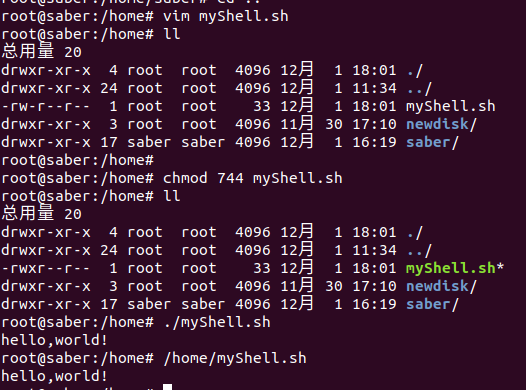 root@saber:/home/saber# cd ..
root@saber:/home# vim myShell.sh
root@saber:/home# ll
总用量 20
drwxr-xr-x  4 root  root  4096 12月  1 18:01 ./
drwxr-xr-x 24 root  root  4096 12月  1 11:34 ../
-rw-r--r--  1 root  root    33 12月  1 18:01 myShell.sh
drwxr-xr-x  3 root  root  4096 11月 30 17:10 newdisk/
drwxr-xr-x 17 saber saber 4096 12月  1 16:19 saber/
root@saber:/home#
root@saber:/home# chmod 744 myShell.sh
root@saber:/home# ll
总用量 20
drwxr-xr-x  4 root  root  4096 12月  1 18:01 ./
drwxr-xr-x 24 root  root  4096 12月  1 11:34 ../
-rwxr--r--  1 root  root    33 12月  1 18:01 myShell.sh*
drwxr-xr-x  3 root  root  4096 11月 30 17:10 newdisk/
drwxr-xr-x 17 saber saber 4096 12月  1 16:19 saber/
root@saber:/home# ./myShell.sh
hello,world!
root@saber:/home# /home/myShell.sh
hello,world!
root@saber:/home#